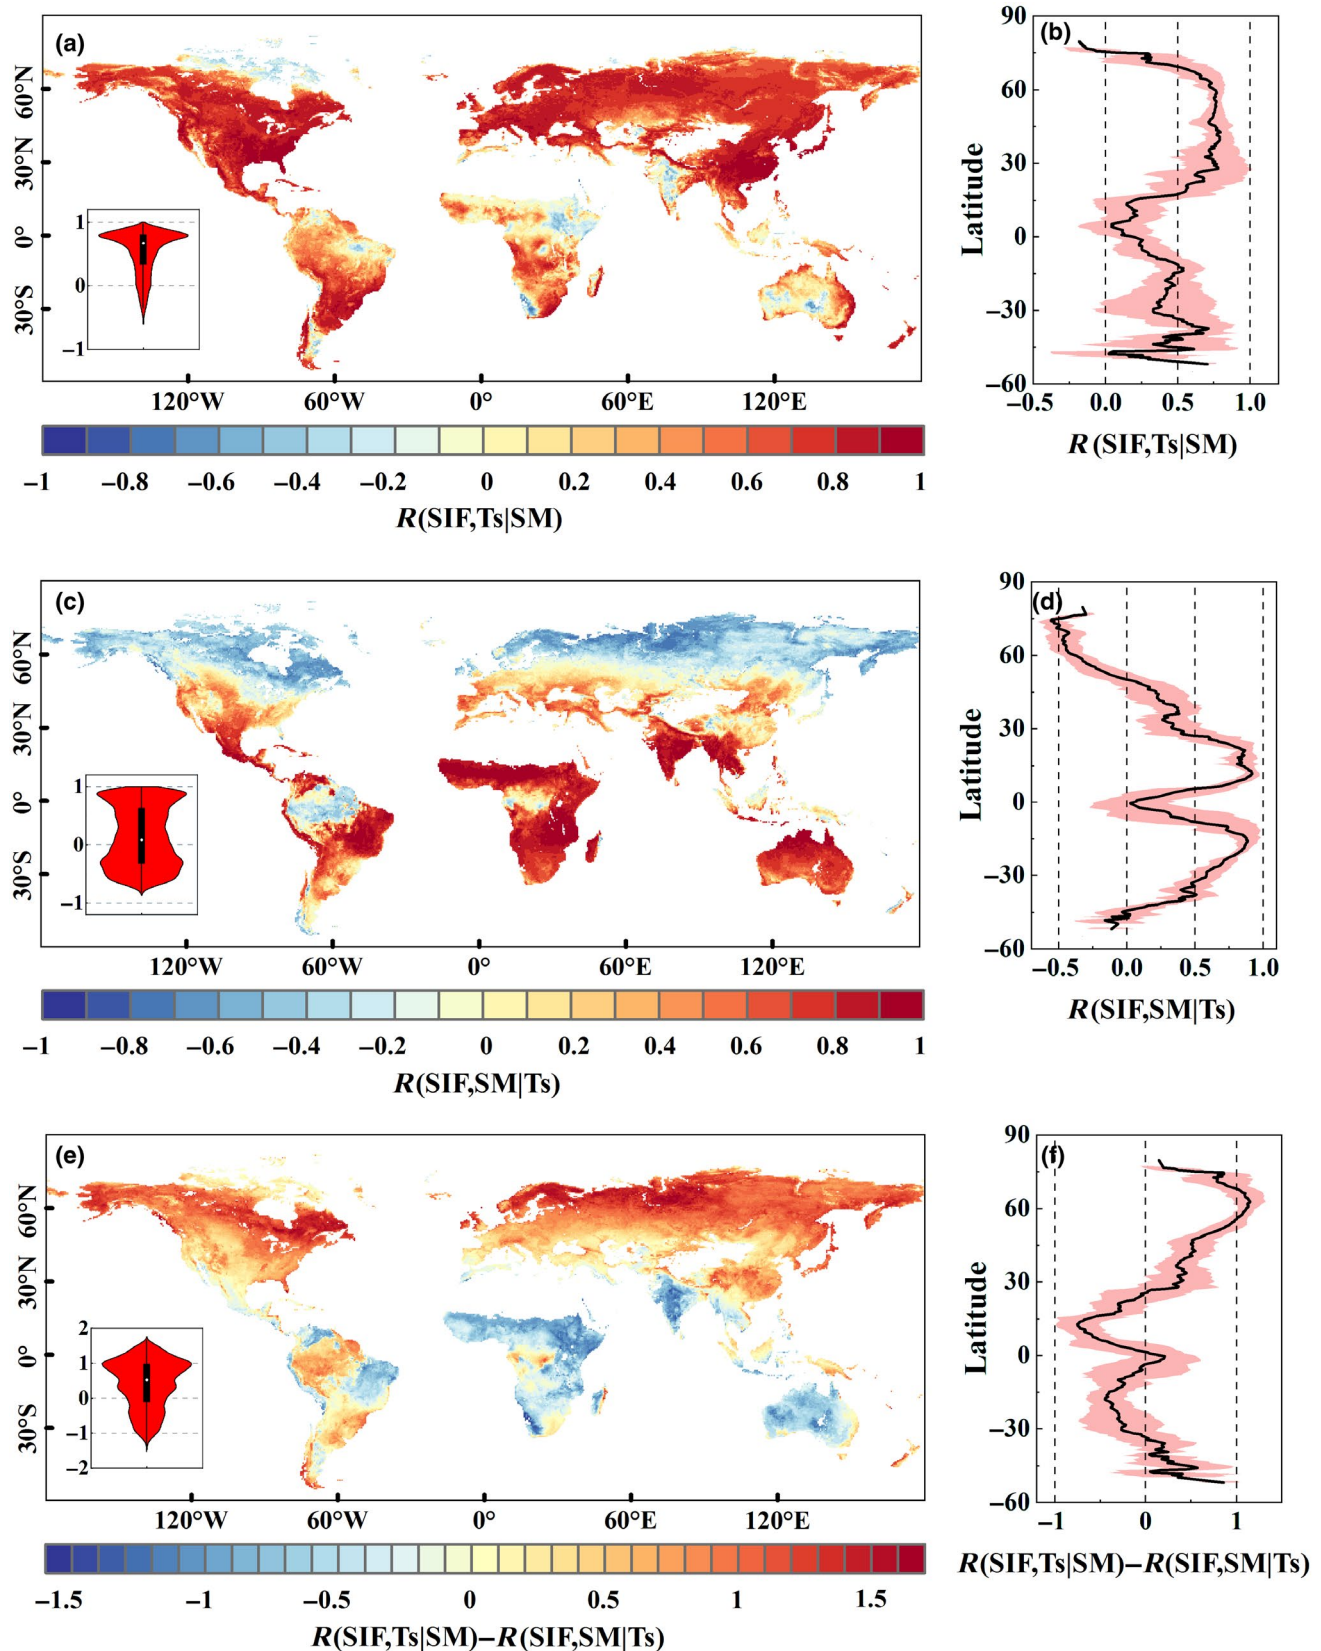 (a)
60°N
30°N
0°
30°S
1
0
−1
120°W 60°W 0° 60°E 120°E
−1 −0.8 −0.6 −0.4 −0.2 0 0.2 0.4 0.6 0.8 1
R(SIF,Ts|SM)
(b)
90
60
30
0
−30
−60
Latitude
−0.5 0.0 0.5 1.0
R(SIF,Ts|SM)
(c)
60°N
30°N
0°
30°S
1
0
−1
120°W 60°W 0° 60°E 120°E
−1 −0.8 −0.6 −0.4 −0.2 0 0.2 0.4 0.6 0.8 1
R(SIF,SM|Ts)
(d)
90
60
30
0
−30
−60
Latitude
−0.5 0.0 0.5 1.0
R(SIF,SM|Ts)
(e)
60°N
30°N
0°
30°S
2
1
0
−1
−2
120°W 60°W 0° 60°E 120°E
−1.5 −1 −0.5 0 0.5 1 1.5
R(SIF,Ts|SM)−R(SIF,SM|Ts)
(f)
90
60
30
0
−30
−60
Latitude
−1 0 1
R(SIF,Ts|SM)−R(SIF,SM|Ts)